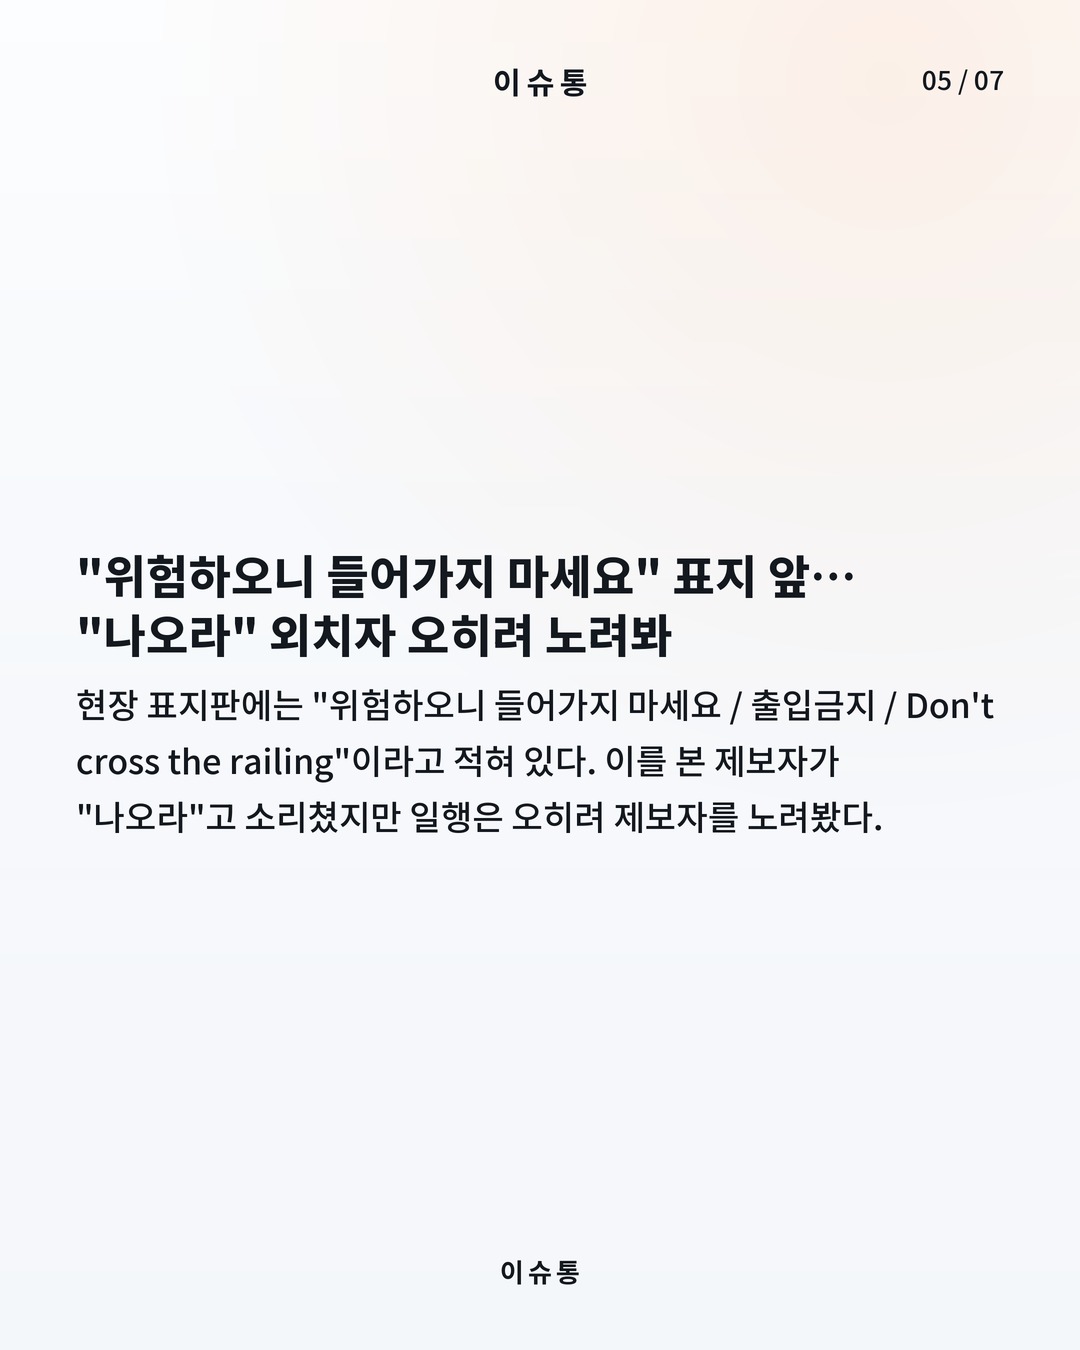 이슈통
05 / 07
"위험하오니 들어가지 마세요" 표지 앞…
"나오라" 외치자 오히려 노려봐
현장 표지판에는 "위험하오니 들어가지 마세요 / 출입금지 / Don't
cross the railing"이라고 적혀 있다. 이를 본 제보자가
"나오라"고 소리쳤지만 일행은 오히려 제보자를 노려봤다.
이슈통